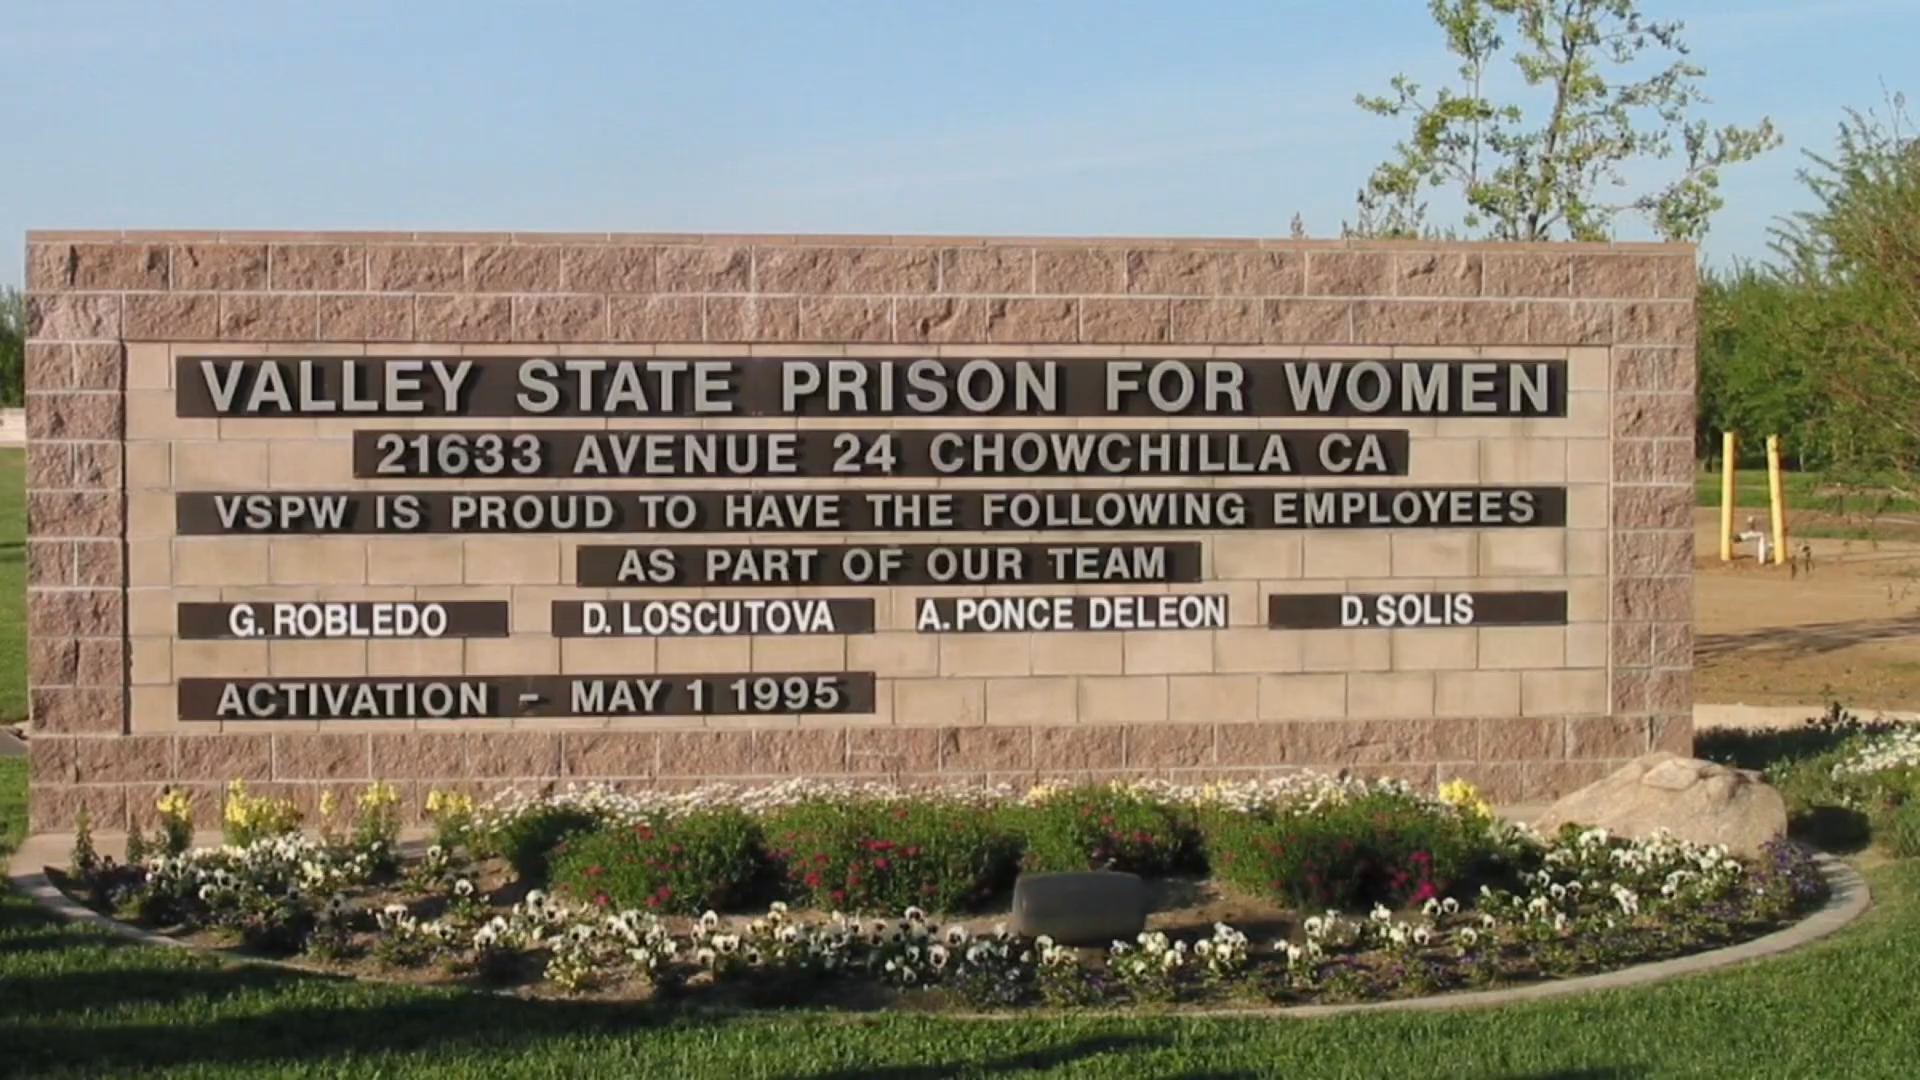 VALLEY STATE PRISON FOR WOMEN
21633 AVENUE 24 CHOWCHILLA CA
VSPW IS PROUD TO HAVE THE FOLLOWING EMPLOYEES
AS PART OF OUR TEAM
G. ROBLEDO D. LOSCUTOVA A. PONCE DELEON D. SOLIS
ACTIVATION - MAY 1 1995